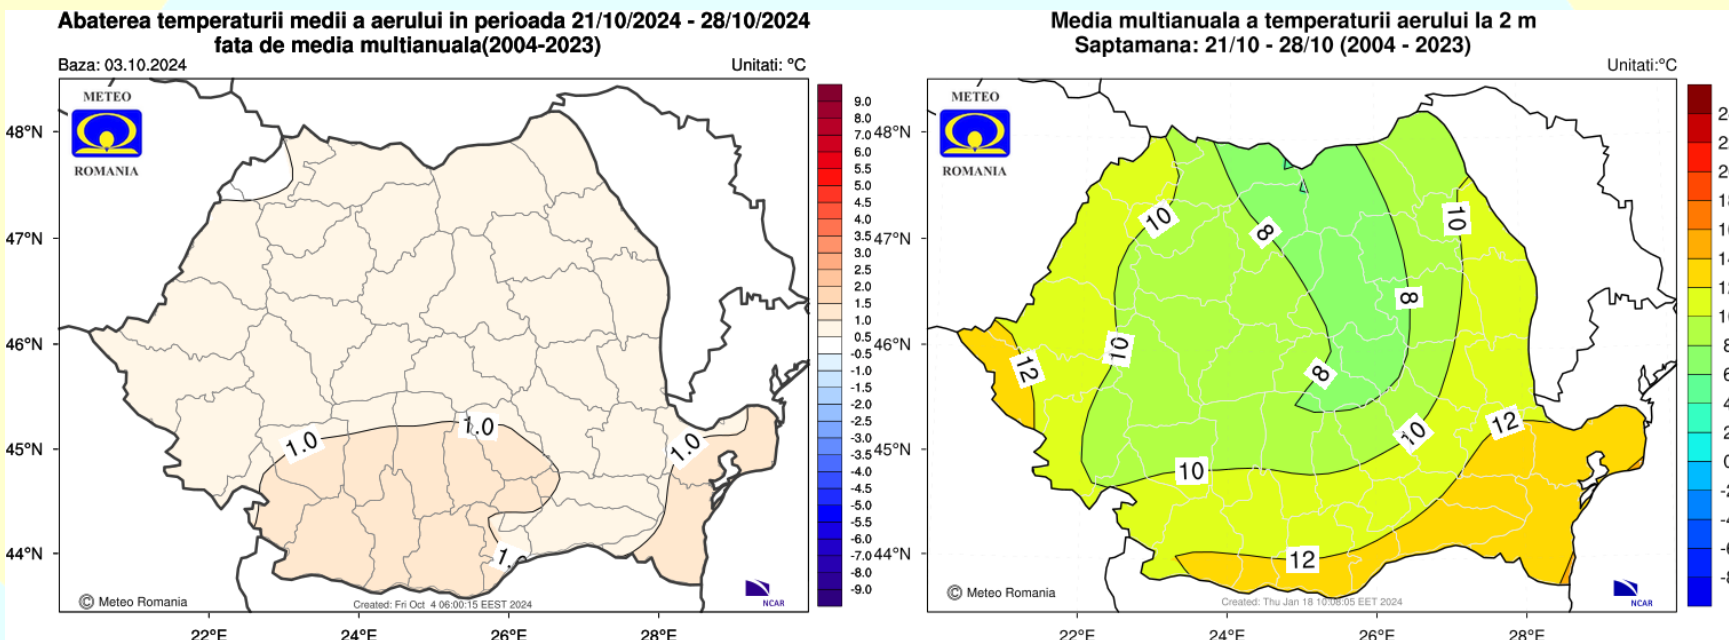 Abaterea temperaturii medii a aerului in perioada 21/10/2024 - 28/10/2024
fata de media multianuala(2004-2023)
Baza: 03.10.2024
Unitati: °C
METEO
ROMANIA
48°N
47°N
46°N
45°N
44°N
1.0
1.0
1.0
9.0
8.0
7.0
6.0
5.5
5.0
4.5
4.0
3.5
3.0
2.5
2.0
1.5
1.0
0.5
-0.5
-1.0
-1.5
-2.0
-2.5
-3.0
-3.5
-4.0
-4.5
-5.0
-5.5
-6.0
-7.0
-8.0
-9.0
© Meteo Romania
Created: Fri Oct 4 06:00:15 EEST 2024
NCAR
22°E
24°E
26°E
28°E
Media multianuala a temperaturii aerului la 2 m
Saptamana: 21/10 - 28/10 (2004 - 2023)
Unitati:°C
METEO
ROMANIA
48°N
47°N
46°N
45°N
44°N
10
8
10
8
10
12
8
10
12
10
12
© Meteo Romania
Created: Thu Jan 18 10:08:05 EET 2024
NCAR
8
6
4
2
0
22°E
24°E
26°E
28°E